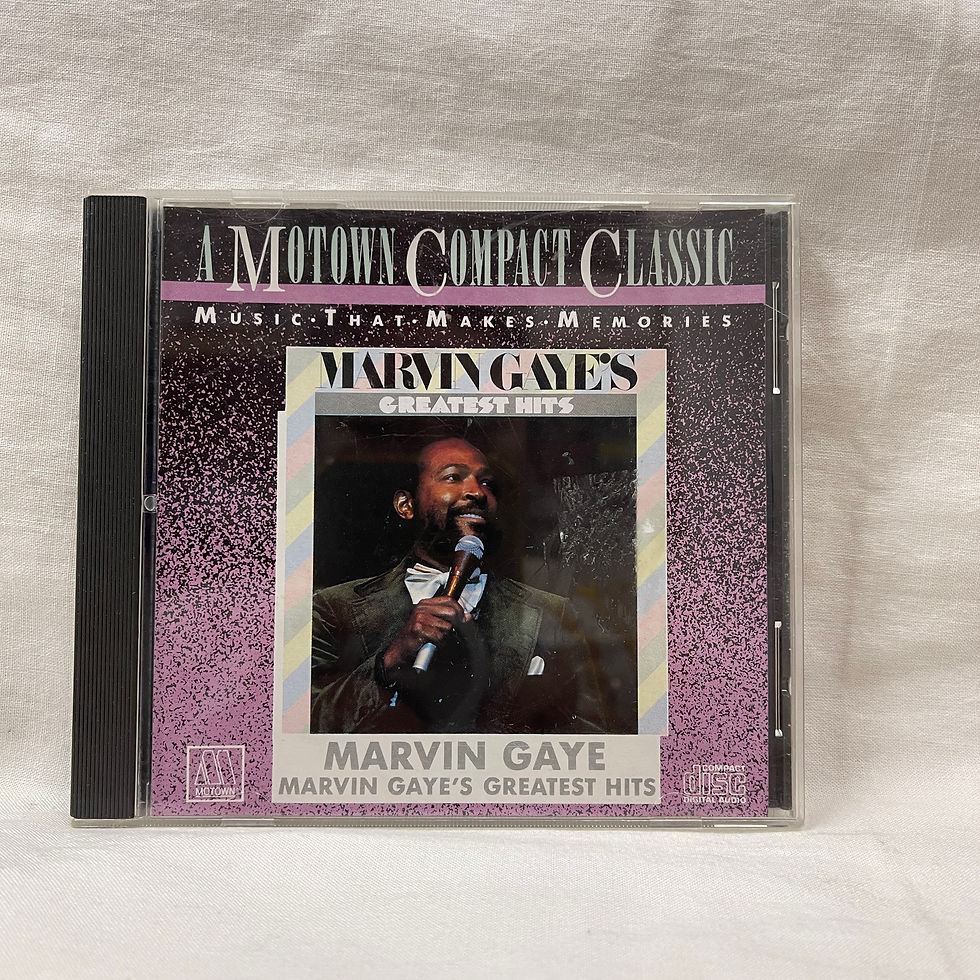 A MOTOWN COMPACT CLASSIC
MUSIC·THAT·MAKES·MEMORIES
MARVIN GAYE'S
GREATEST HITS
MARVIN GAYE
MARVIN GAYE'S GREATEST HITS
M
MOTOWN
COMPACT
disc
DIGITAL AUDIO